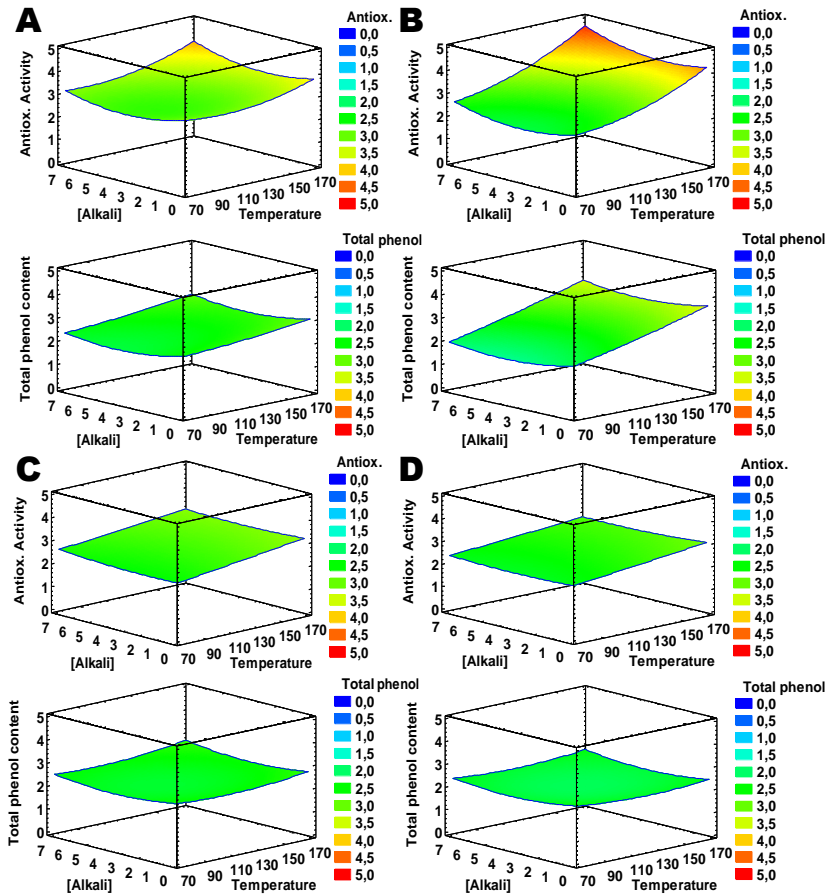 A
Antiox.
0,0
0,5
1,0
1,5
2,0
2,5
3,0
3,5
4,0
4,5
5,0
Antiox. Activity
5
4
3
2
1
0
7 6 5 4 3 2 1 0
[Alkali]
70 90 110 130 150 170
Temperature
B
Antiox.
0,0
0,5
1,0
1,5
2,0
2,5
3,0
3,5
4,0
4,5
5,0
Antiox. Activity
5
4
3
2
1
0
7 6 5 4 3 2 1 0
[Alkali]
70 90 110 130 150 170
Temperature
Total phenol
0,0
0,5
1,0
1,5
2,0
2,5
3,0
3,5
4,0
4,5
5,0
Total phenol content
5
4
3
2
1
0
7 6 5 4 3 2 1 0
[Alkali]
70 90 110 130 150 170
Temperature
Total phenol
0,0
0,5
1,0
1,5
2,0
2,5
3,0
3,5
4,0
4,5
5,0
Total phenol content
5
4
3
2
1
0
7 6 5 4 3 2 1 0
[Alkali]
70 90 110 130 150 170
Temperature
C
Antiox.
0,0
0,5
1,0
1,5
2,0
2,5
3,0
3,5
4,0
4,5
5,0
Antiox. Activity
5
4
3
2
1
0
7 6 5 4 3 2 1 0
[Alkali]
70 90 110 130 150 170
Temperature
D
Antiox.
0,0
0,5
1,0
1,5
2,0
2,5
3,0
3,5
4,0
4,5
5,0
Antiox. Activity
5
4
3
2
1
0
7 6 5 4 3 2 1 0
[Alkali]
70 90 110 130 150 170
Temperature
Total phenol
0,0
0,5
1,0
1,5
2,0
2,5
3,0
3,5
4,0
4,5
5,0
Total phenol content
5
4
3
2
1
0
7 6 5 4 3 2 1 0
[Alkali]
70 90 110 130 150 170
Temperature
Total phenol
0,0
0,5
1,0
1,5
2,0
2,5
3,0
3,5
4,0
4,5
5,0
Total phenol content
5
4
3
2
1
0
7 6 5 4 3 2 1 0
[Alkali]
70 90 110 130 150 170
Temperature